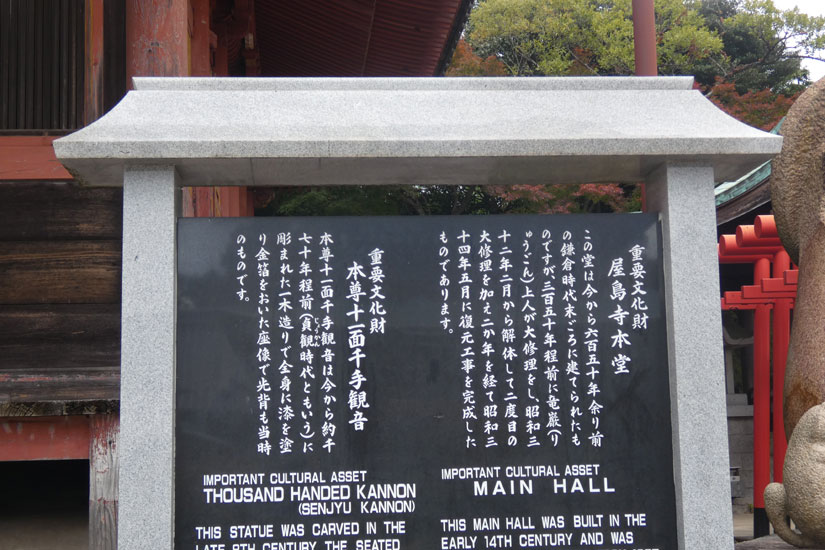 重要文化財
屋島寺本堂
この堂は今から六百五十年余り前
の鎌倉時代末ごろに建てられたも
のですが、三百五十年程前に竜巌(り
ゅうごん)上人が大修理をし、昭和三
十二年二月から解体して二度目の
大修理を加え二か年を経て昭和三
十四年五月に復元工事を完成した
ものであります。
重要文化財
本尊十一面千手観音
本尊十一面千手観音は今から約千
七十年程前(貞観時代ともいう)に
じょうかん
彫まれた一木造りで全身に漆を塗
り金箔をおいた座像で光背も当時
のものです。
IMPORTANT CULTURAL ASSET
THOUSAND HANDED KANNON
(SENJYU KANNON)
THIS STATUE WAS CARVED IN THE
LATE 9TH CENTURY. THE SEATED
IMPORTANT CULTURAL ASSET
MAIN HALL
THIS MAIN HALL WAS BUILT IN THE
EARLY 14TH CENTURY AND WAS